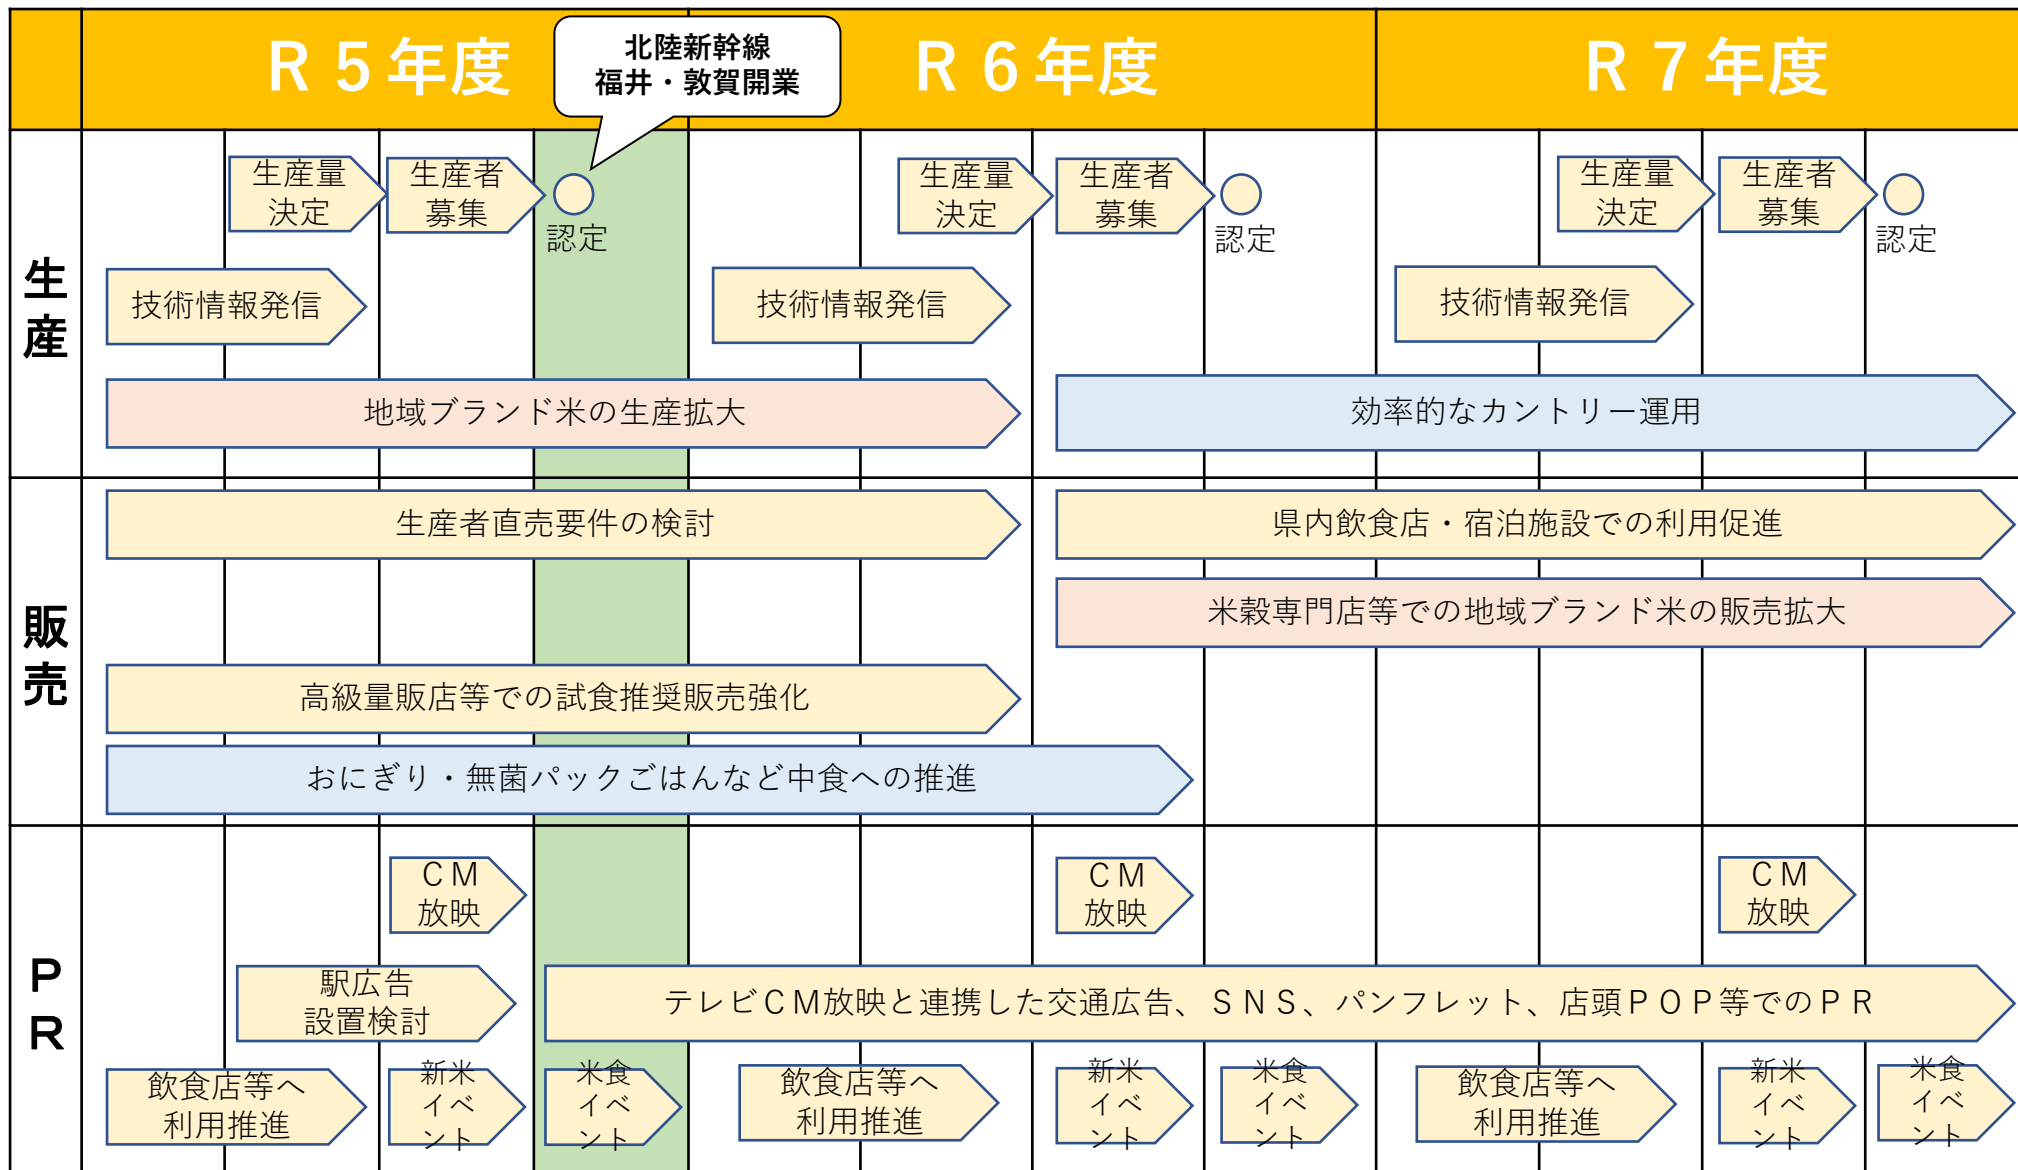 Ｒ５年度
北陸新幹線
福井・敦賀開業
Ｒ６年度
Ｒ７年度
生産
生産量
決定
生産者
募集
認定
生産量
決定
生産者
募集
認定
生産量
決定
生産者
募集
認定
技術情報発信
技術情報発信
技術情報発信
地域ブランド米の生産拡大
効率的なカントリー運用
販売
生産者直売要件の検討
県内飲食店・宿泊施設での利用促進
米穀専門店等での地域ブランド米の販売拡大
高級量販店等での試食推奨販売強化
おにぎり・無菌パックごはんなど中食への推進
ＰＲ
ＣＭ
放映
ＣＭ
放映
ＣＭ
放映
駅広告
設置検討
テレビＣＭ放映と連携した交通広告、ＳＮＳ、パンフレット、店頭ＰＯＰ等でのＰＲ
飲食店等へ
利用推進
新米
イベ
ント
米食
イベ
ント
飲食店等へ
利用推進
新米
イベ
ント
米食
イベ
ント
飲食店等へ
利用推進
新米
イベ
ント
米食
イベ
ント